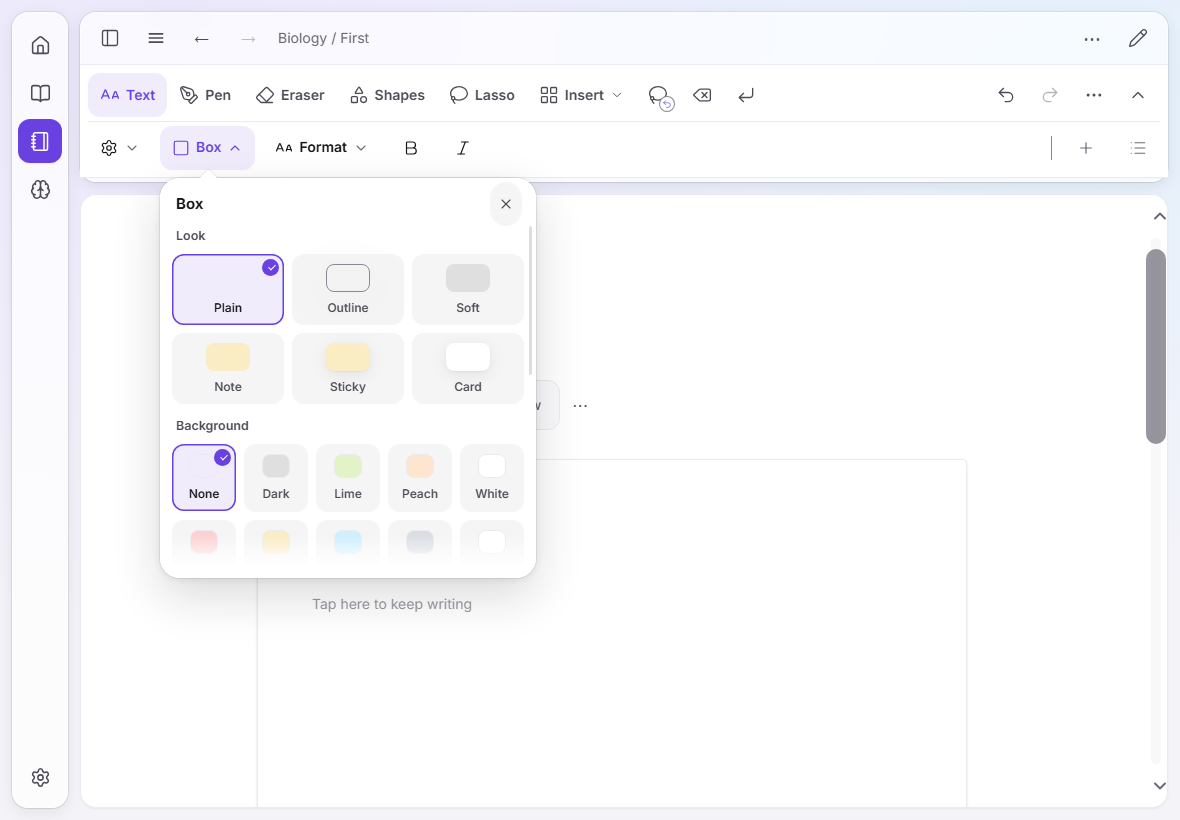 Biology / First
Text Pen Eraser Shapes Lasso Insert
Box Format B I
Box
Look
Plain Outline Soft
Note Sticky Card
Background
None Dark Lime Peach White
Tap here to keep writing